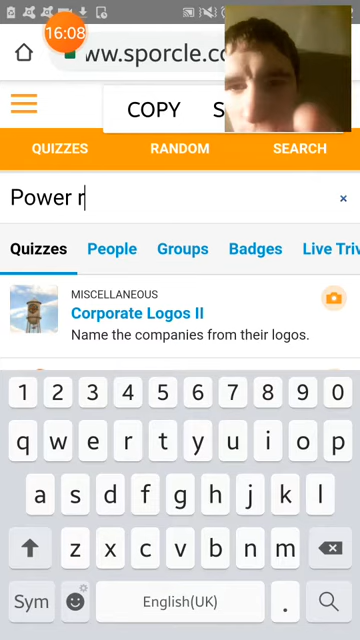 16:08
ww.sporcle.co
COPY S
QUIZZES RANDOM SEARCH
Power r
×
Quizzes People Groups Badges Live Triv
MISCELLANEOUS
Corporate Logos II
Name the companies from their logos.
1 2 3 4 5 6 7 8 9 0
q w e r t y u i o p
a s d f g h j k l
z x c v b n m
Sym English(UK) .